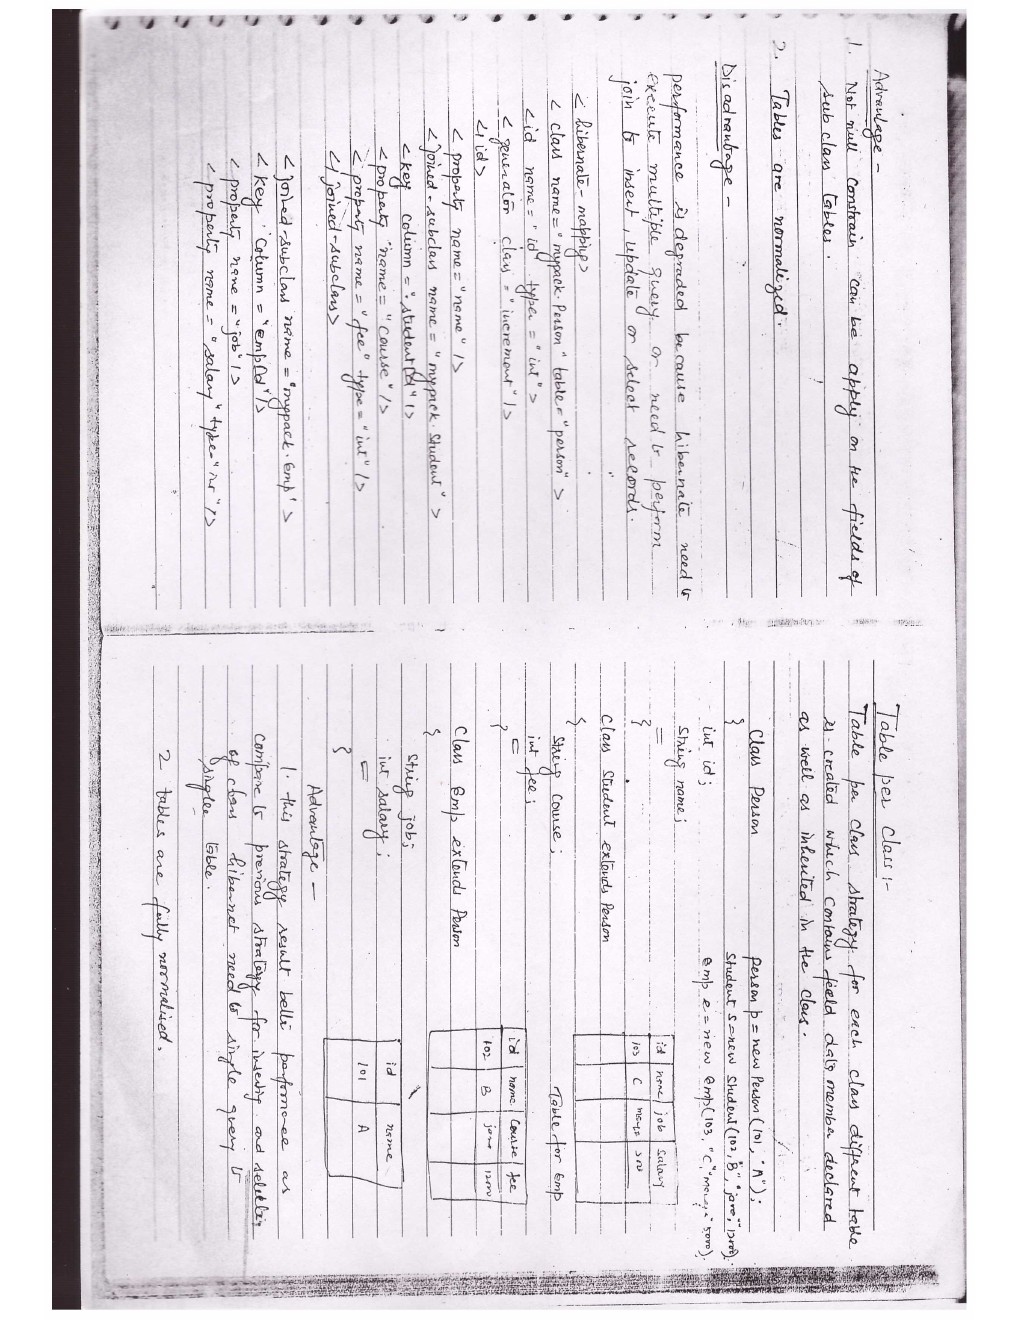 Advantage -
1. Not null constrain can be apply on the fields of
sub class tables.
2. Tables are normalized.
Disadvantage -
performance is degraded because hibernate need to
execute multiple query or need to perform
join to insert, update or select records.
< hibernate-mapping>
< class name="mypack.Person" table="person" >
<id name="id" type="int">
< generator class="increment" />
</id>
< property name="name" />
<joined-subclass name="mypack.Student" >
<key column="studentId" />
<property name="course" />
< property name="fee" type="int" />
</joined-subclass>
<joined-subclass name="mypack.Emp" >
< key column="empId"/>
< property name="job" />
< property name="salary" type="int" />
Table per class :-
Table per class strategy for each class diffrent table
is created which contains feeld data member declared
as well as inherited in the class.
Class Person
{
int id;
String name;
=
}
person p = new Person(101, "A");
Student s=new Student(102,"B","java",12000).
Emp e = new Emp(103, "C", 5000).
id name job Salary
103 C
Table for Emp
Class Student extends Person
{
String course;
int fee;
=
}
id name Course fee
102 B java 12000
Class Emp extends Person
{
String job;
int salary;
=
}
id name
101 A
Advantage -
1. this strategy result performance as
compare to previous strategy for inserting and selecting
of class hibernet need to single query to
table.
2 tables are fully normalised.